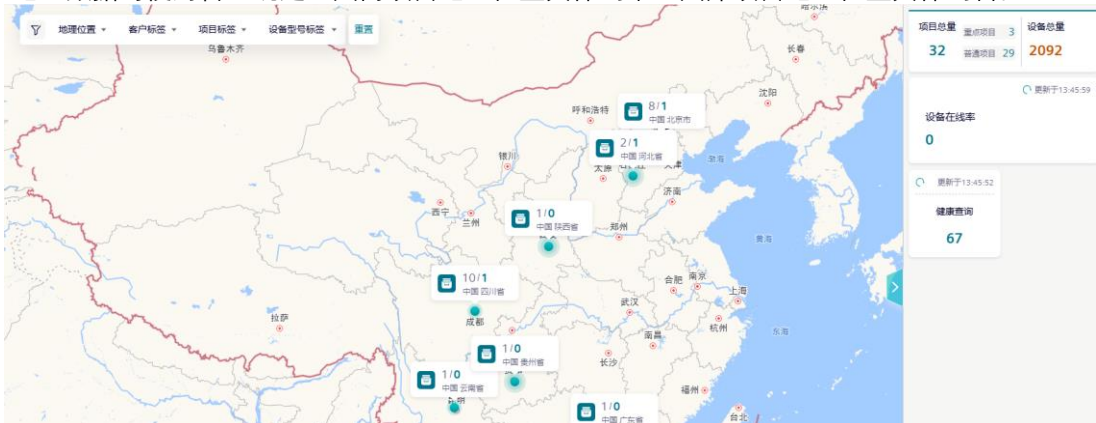 地理位置 客户标签 项目标签 设备型号标签 重置
项目总量 重点项目 3 设备总量
32 普通项目 29 2092
更新于13:45:59
设备在线率
0
更新于13:45:52
健康查询
67
乌鲁木齐
长春
沈阳
呼和浩特
8/1
中国 北京市
2/1
中国 河北省
银川
太原
渤海
济南
西宁
兰州
1/0
中国 陕西省
郑州
黄海
10/1
中国 四川省
成都
合肥
南京
上海
拉萨
武汉
杭州
东海
南昌
长沙
1/0
中国 贵州省
1/0
中国 云南省
福州
1/0
中国 广东省
台北